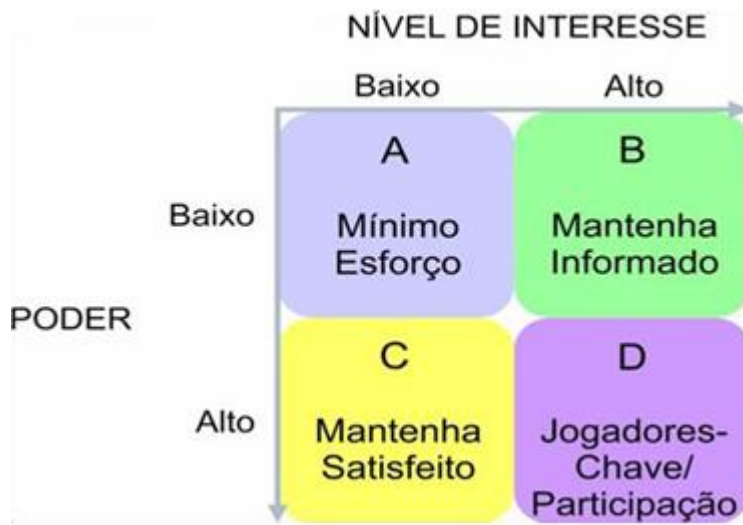 NÍVEL DE INTERESSE
Baixo
Alto
A
B
Baixo
Mínimo
Esforço
Mantenha
Informado
PODER
C
D
Alto
Mantenha
Satisfeito
Jogadores-
Chave/
Participação